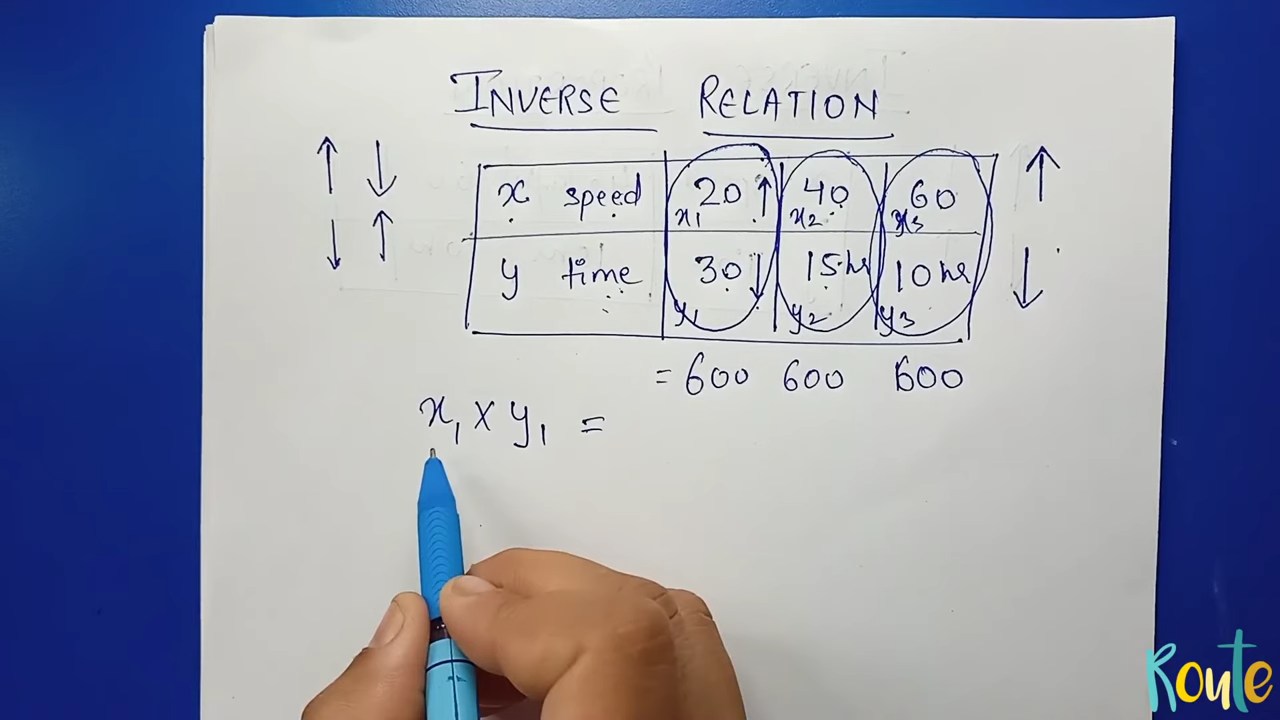 INVERSE RELATION
x speed 20 40 60
x1 x2 x3
y time 30 15 hr 10 hr
y1 y2 y3
= 600 600 600
x1 × y1 =
Route